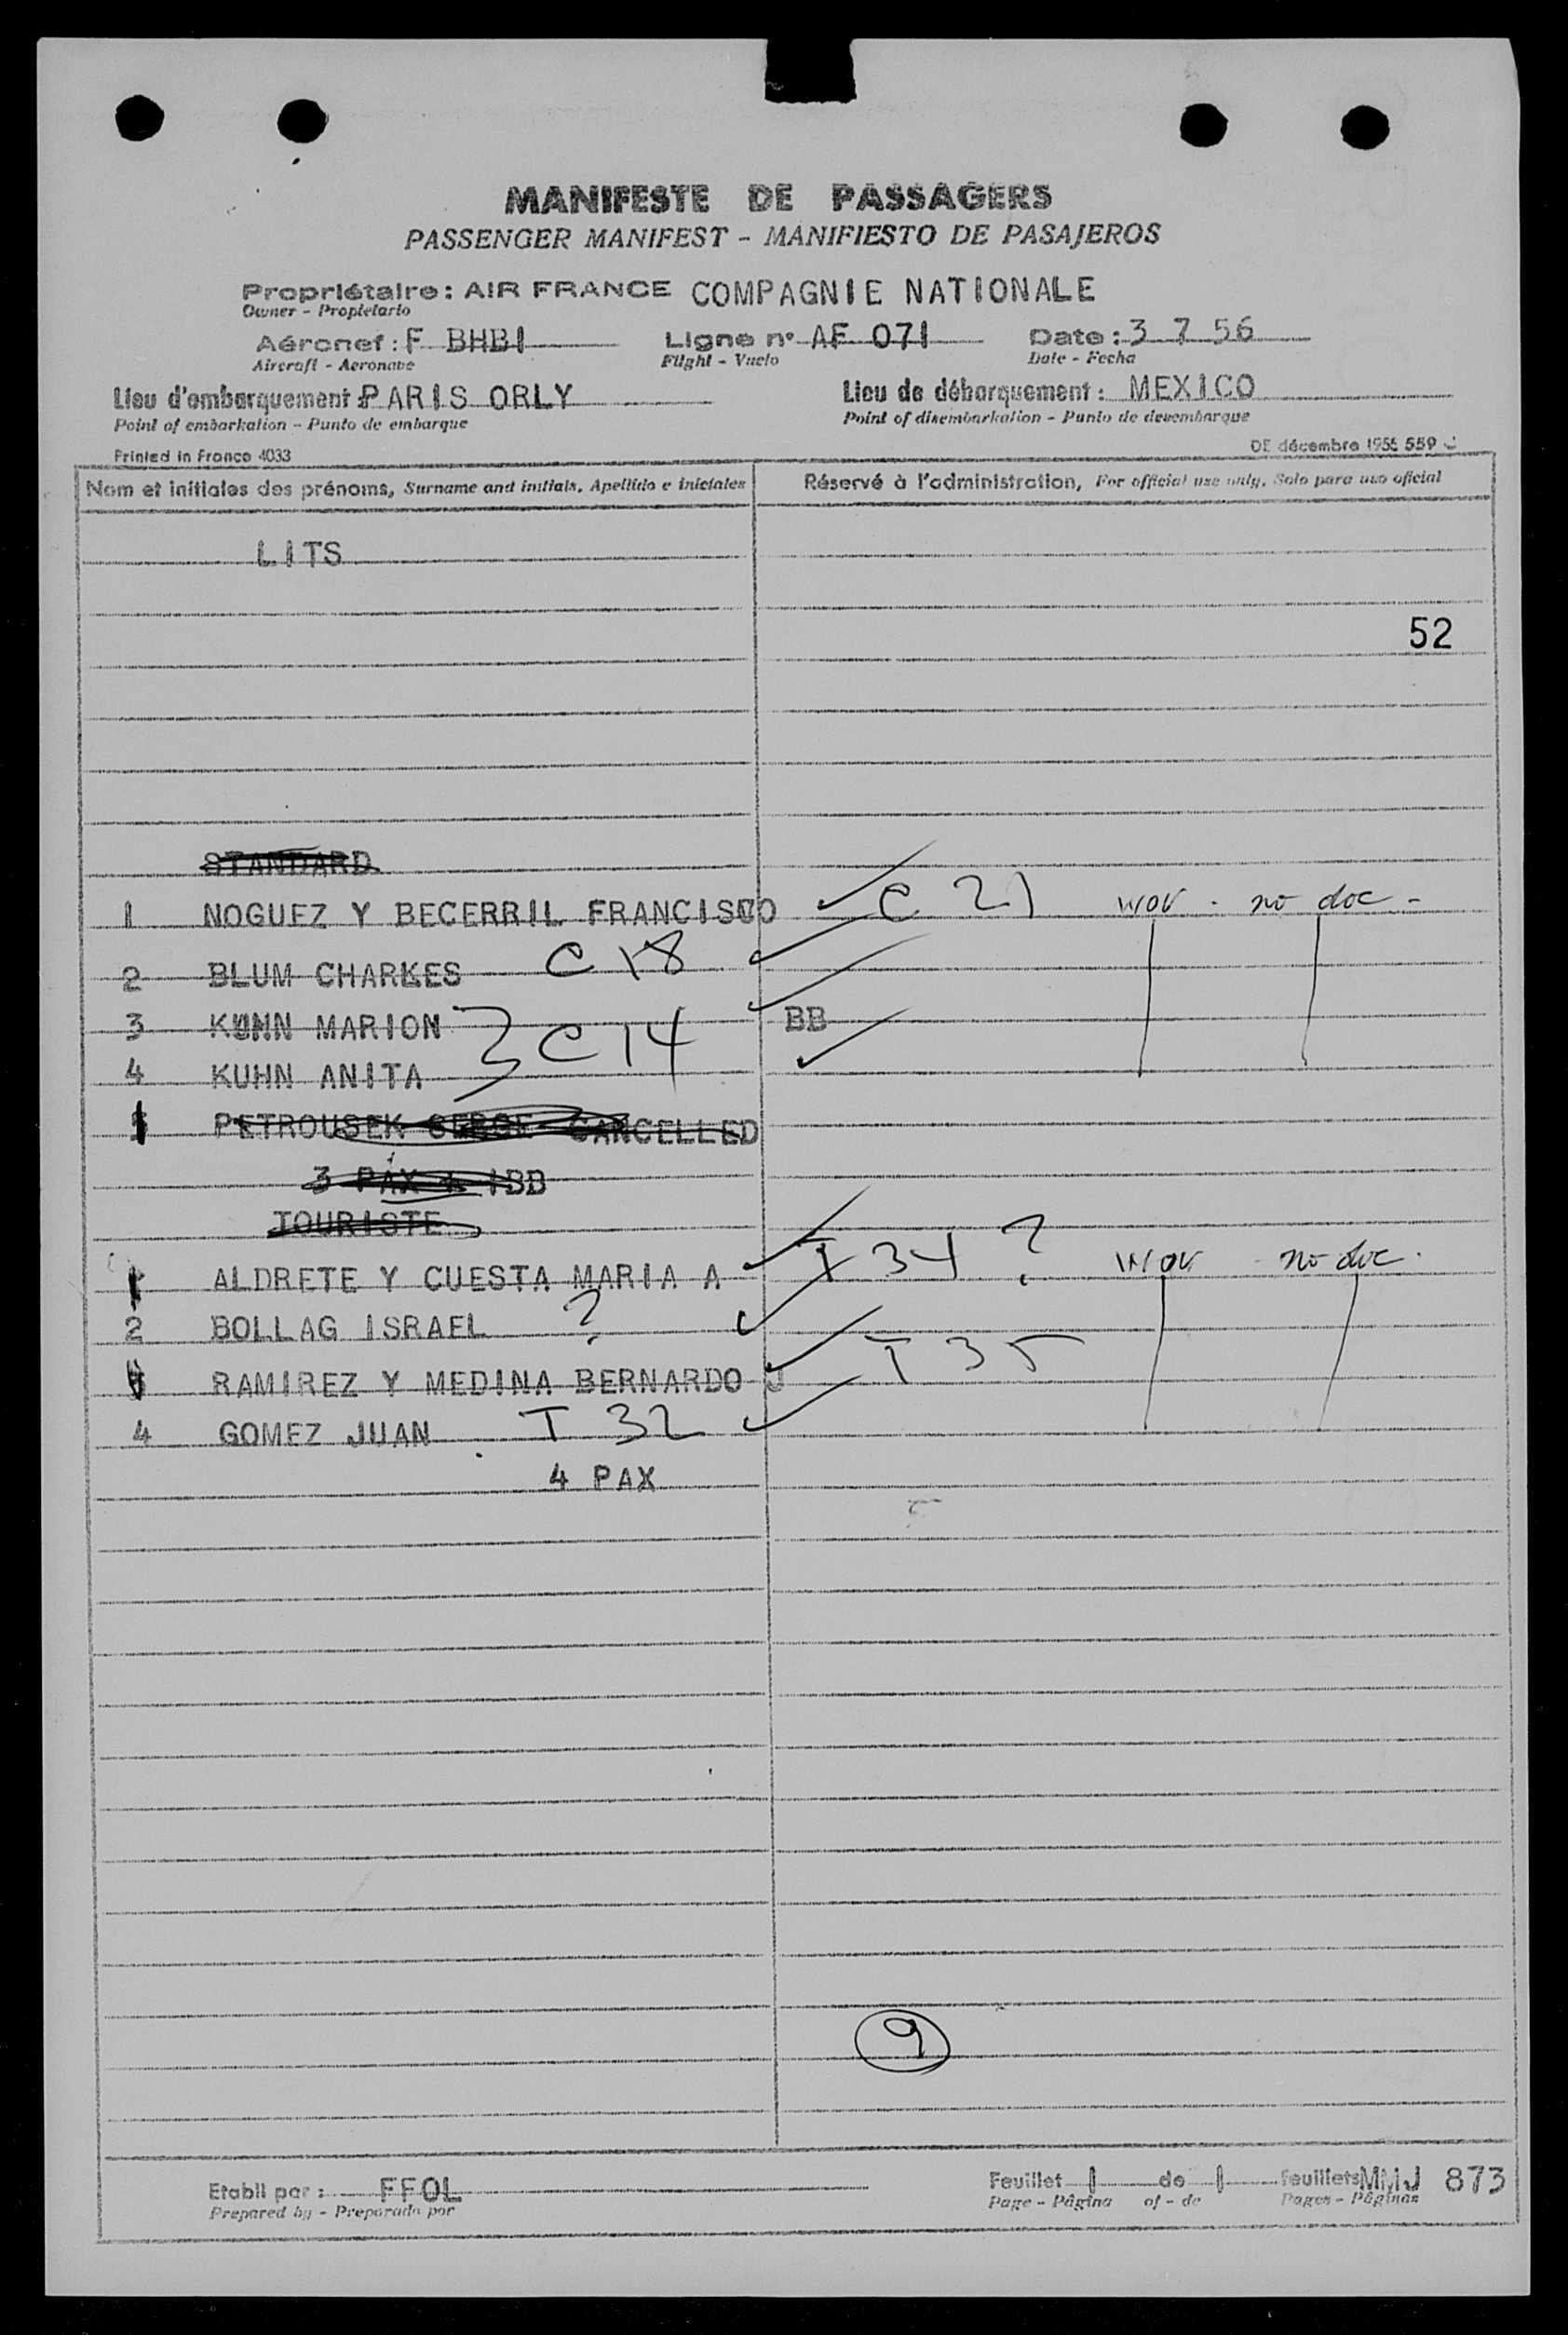 MANIFESTE DE PASSAGERS
PASSENGER MANIFEST - MANIFIESTO DE PASAJEROS
Propriétaire: AIR FRANCE COMPAGNIE NATIONALE
Owner - Propietario
Aéronef: F BHBI Ligne n° AF 071 Date: 3 7 56
Aircraft - Aeronave Flight - Vuelo Date - Fecha
Lieu d'embarquement: PARIS ORLY Lieu de débarquement: MEXICO
Point of embarkation - Punto de embarque Point of disembarkation - Punto de desembarque
Printed in France 4033 DE décembre 1955 559
Nom et initiales des prénoms, Surname and initials, Apellido e iniciales Réservé à l'administration, For official use only, Solo para uso oficial
LITS
52
STANDARD
1 NOGUEZ Y BECERRIL FRANCISCO C 21 wov - no doc -
2 BLUM CHARKES C 18
3 KUHN MARION C 14 BB
4 KUHN ANITA
PETROUSEK SERGE CANCELLED
3 PAX + 1BB
TOURISTE
1 ALDRETE Y CUESTA MARIA A T 34 ? wov - no doc.
2 BOLLAG ISRAEL ?
RAMIREZ Y MEDINA BERNARDO J T 35
4 GOMEZ JUAN T 32
4 PAX
9
Etabli par: FFOL Feuillet 1 de 1 feuillets MMJ 873
Prepared by - Preparado por Page - Página of - de Pages - Páginas